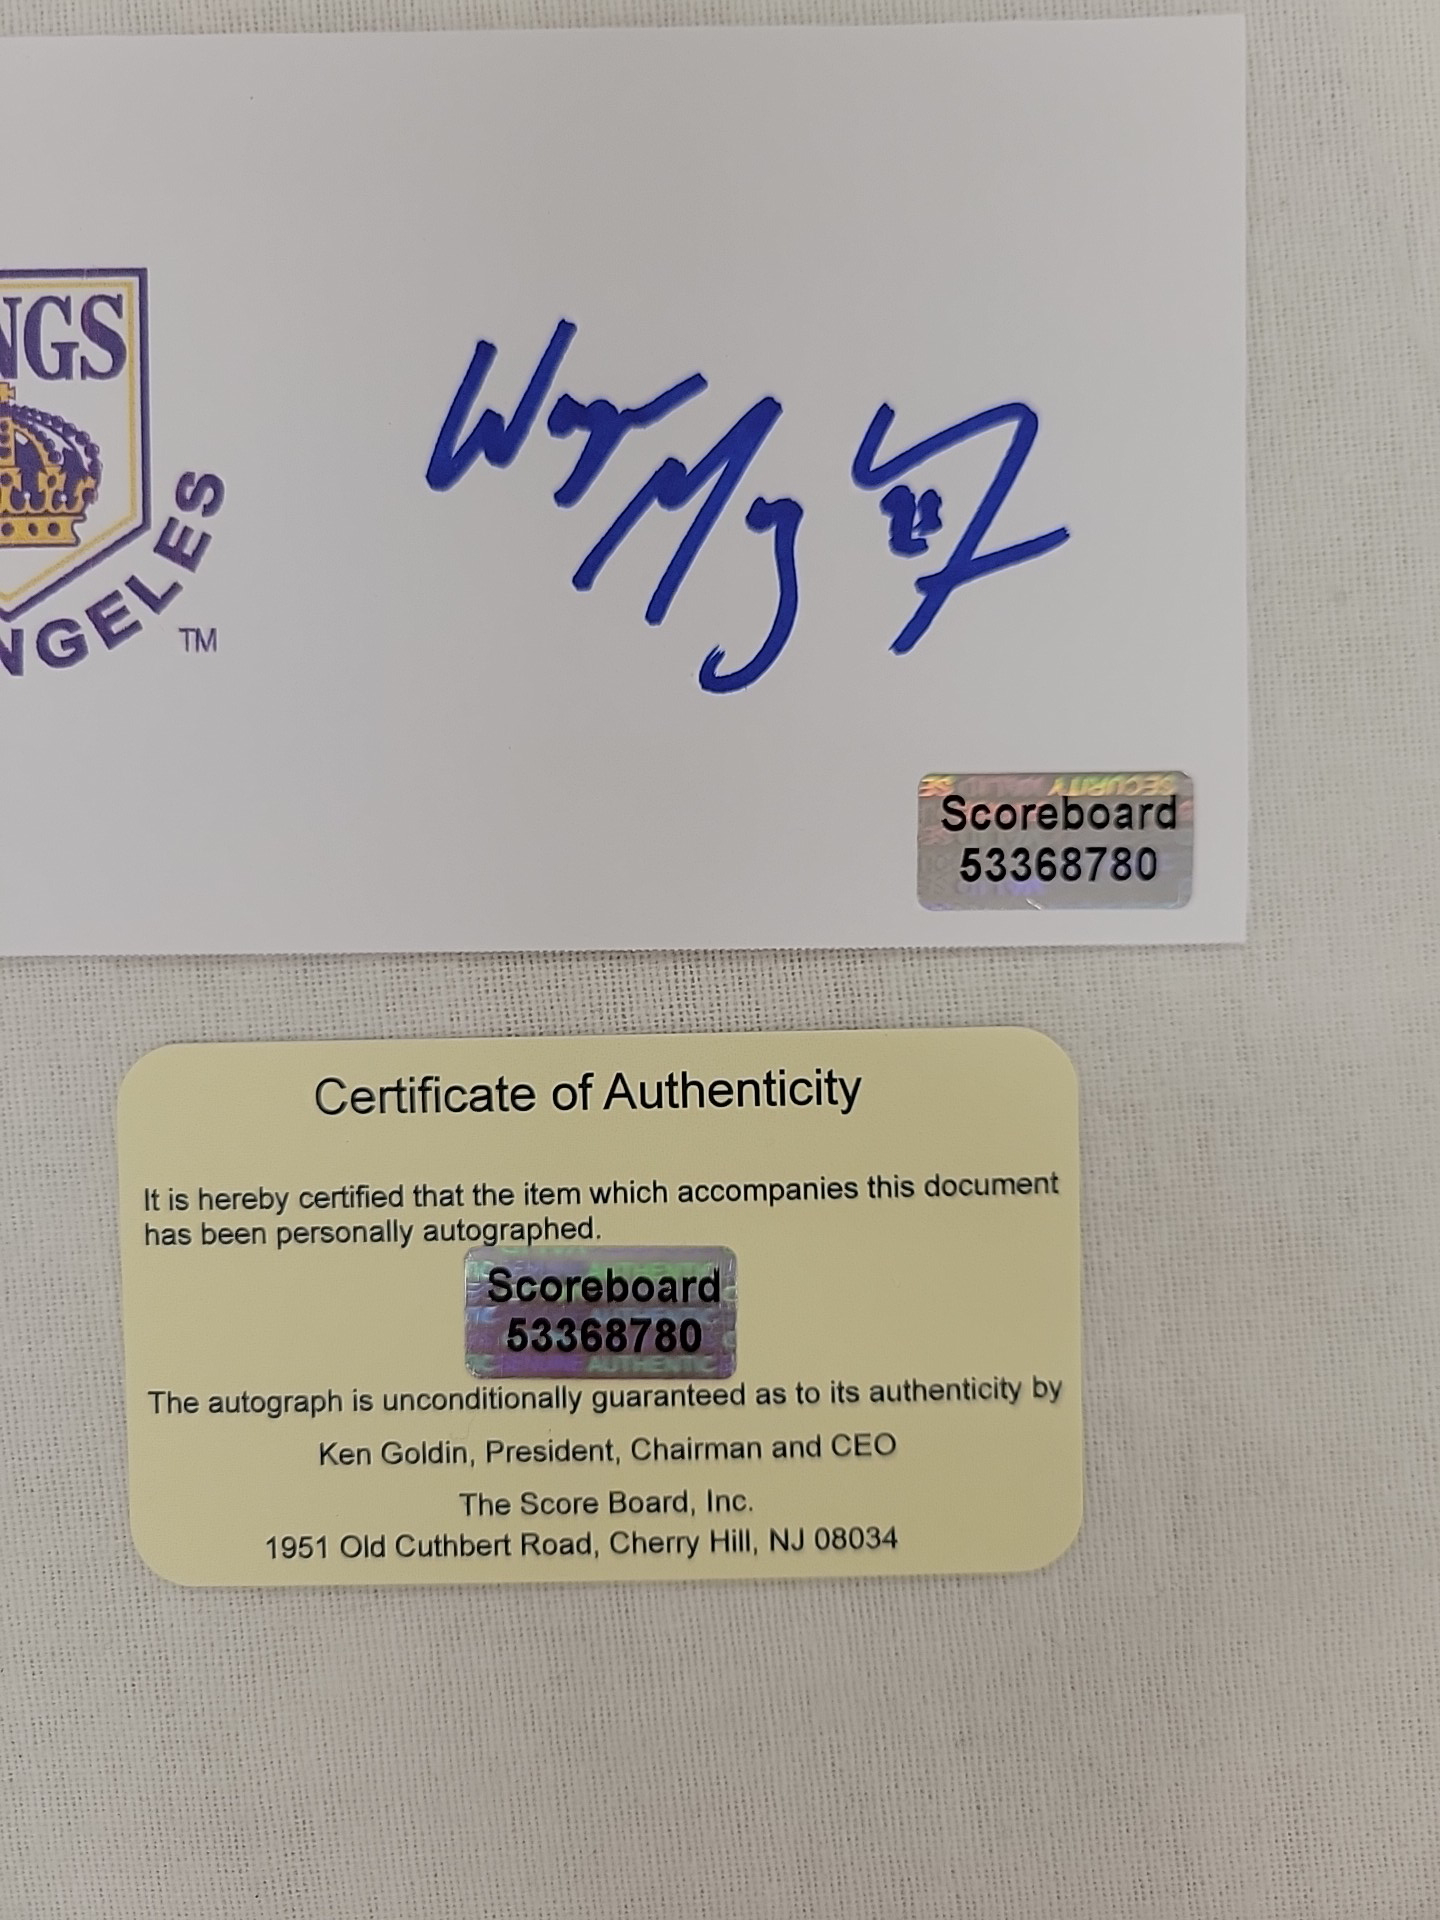 NGS
NGELES
TM
Scoreboard
53368780
Certificate of Authenticity
It is hereby certified that the item which accompanies this document
has been personally autographed.
Scoreboard
53368780
The autograph is unconditionally guaranteed as to its authenticity by
Ken Goldin, President, Chairman and CEO
The Score Board, Inc.
1951 Old Cuthbert Road, Cherry Hill, NJ 08034